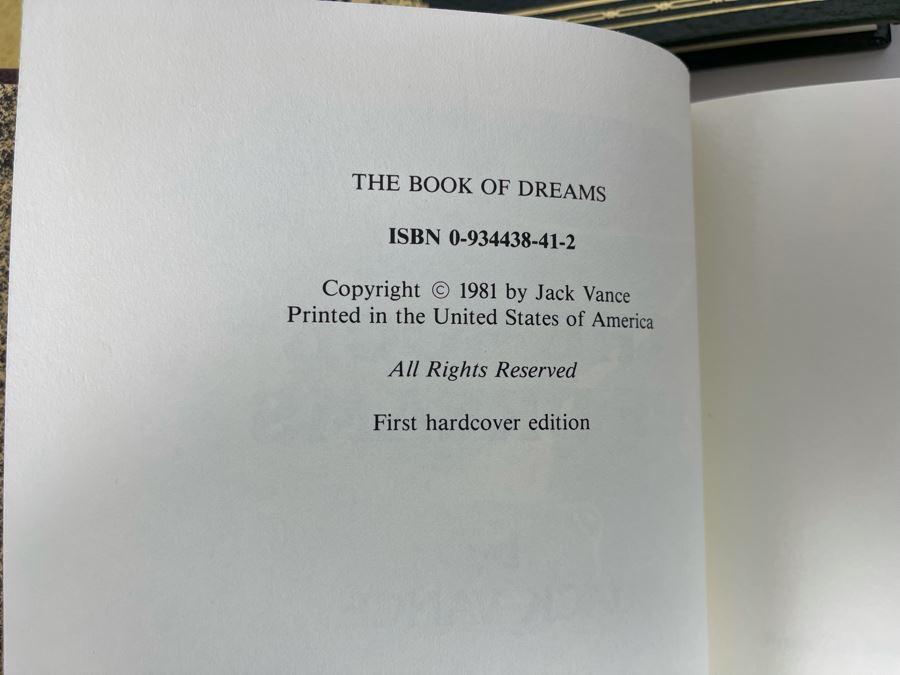 THE BOOK OF DREAMS
ISBN 0-934438-41-2
Copyright © 1981 by Jack Vance
Printed in the United States of America
All Rights Reserved
First hardcover edition